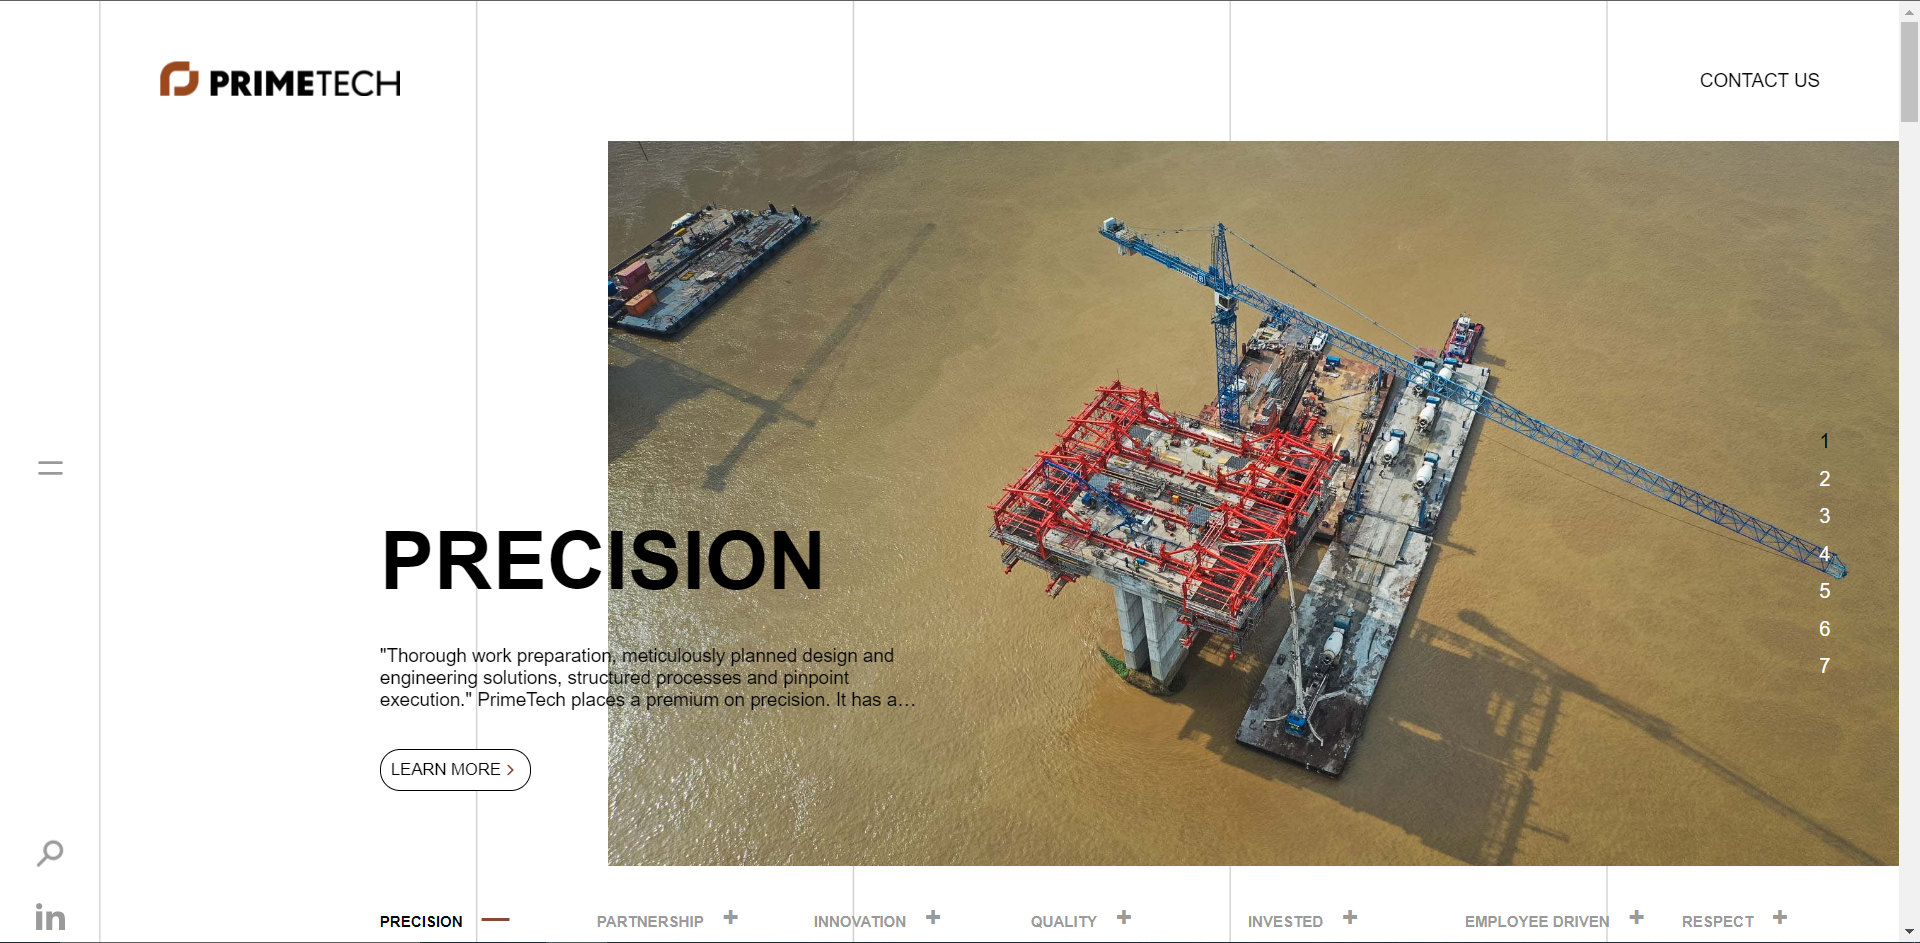 PRIMETECH
CONTACT US
1
2
3
4
5
6
7
PRECISION
"Thorough work preparation, meticulously planned design and
engineering solutions, structured processes and pinpoint
execution." PrimeTech places a premium on precision. It has a…
LEARN MORE >
in
PRECISION — PARTNERSHIP + INNOVATION + QUALITY + INVESTED + EMPLOYEE DRIVEN + RESPECT +